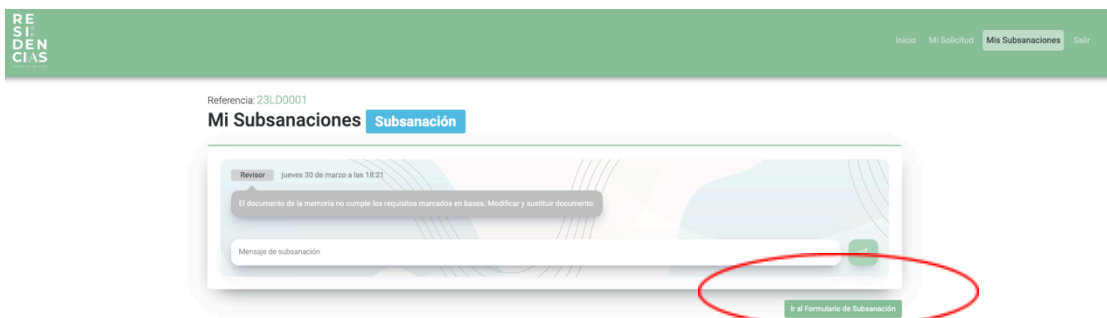 RE
SI
DEN
CIAS
Inicio Mi Solicitud Mis Subsanaciones Salir
Referencia: 23LD0001
Mi Subsanaciones Subsanación
Revisor jueves 30 de marzo a las 18:21
El documento de la memoria no cumple los requisitos marcados en bases. Modificar y sustituir documento.
Mensaje de subsanación
Ir al Formulario de Subsanación